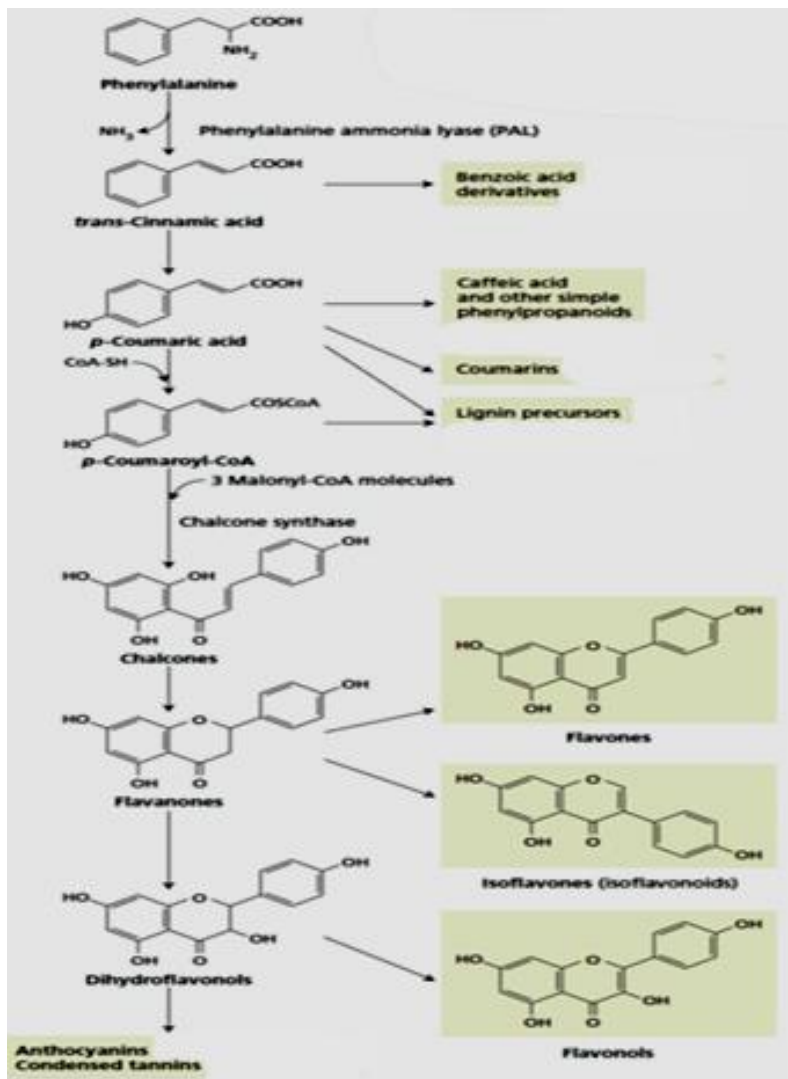 COOH
NH2
Phenylalanine
NH3
Phenylalanine ammonia lyase (PAL)
COOH
trans-Cinnamic acid
Benzoic acid
derivatives
COOH
HO
p-Coumaric acid
Caffeic acid
and other simple
phenylpropanoids
CoA-SH
Coumarins
COSCoA
HO
p-Coumaroyl-CoA
Lignin precursors
3 Malonyl-CoA molecules
Chalcone synthase
OH
HO
OH
OH
O
Chalcones
OH
HO
O
OH
O
Flavanones
OH
HO
O
OH
O
Flavones
HO
O
OH
O
OH
Isoflavones (isoflavonoids)
OH
HO
O
OH
OH
O
Dihydroflavonols
OH
HO
O
OH
OH
O
Flavonols
Anthocyanins
Condensed tannins